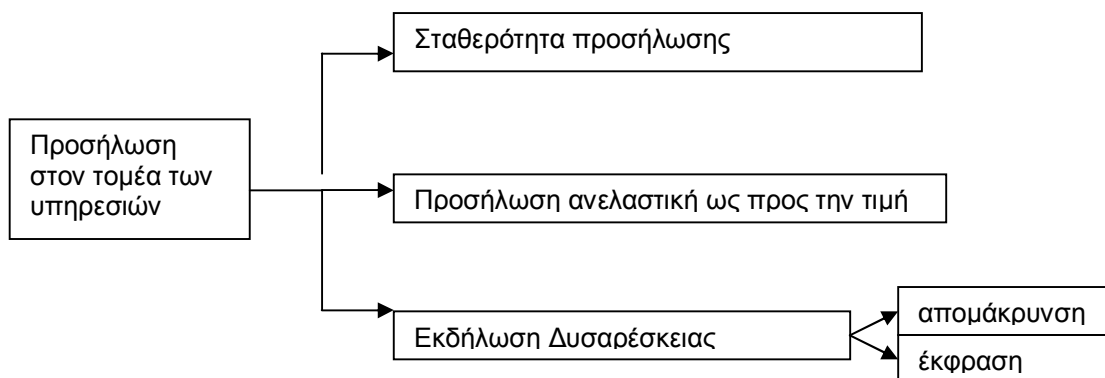 Σταθερότητα προσήλωσης
Προσήλωση
στον τομέα των
υπηρεσιών
Προσήλωση ανελαστική ως προς την τιμή
Εκδήλωση Δυσαρέσκειας
απομάκρυνση
έκφραση